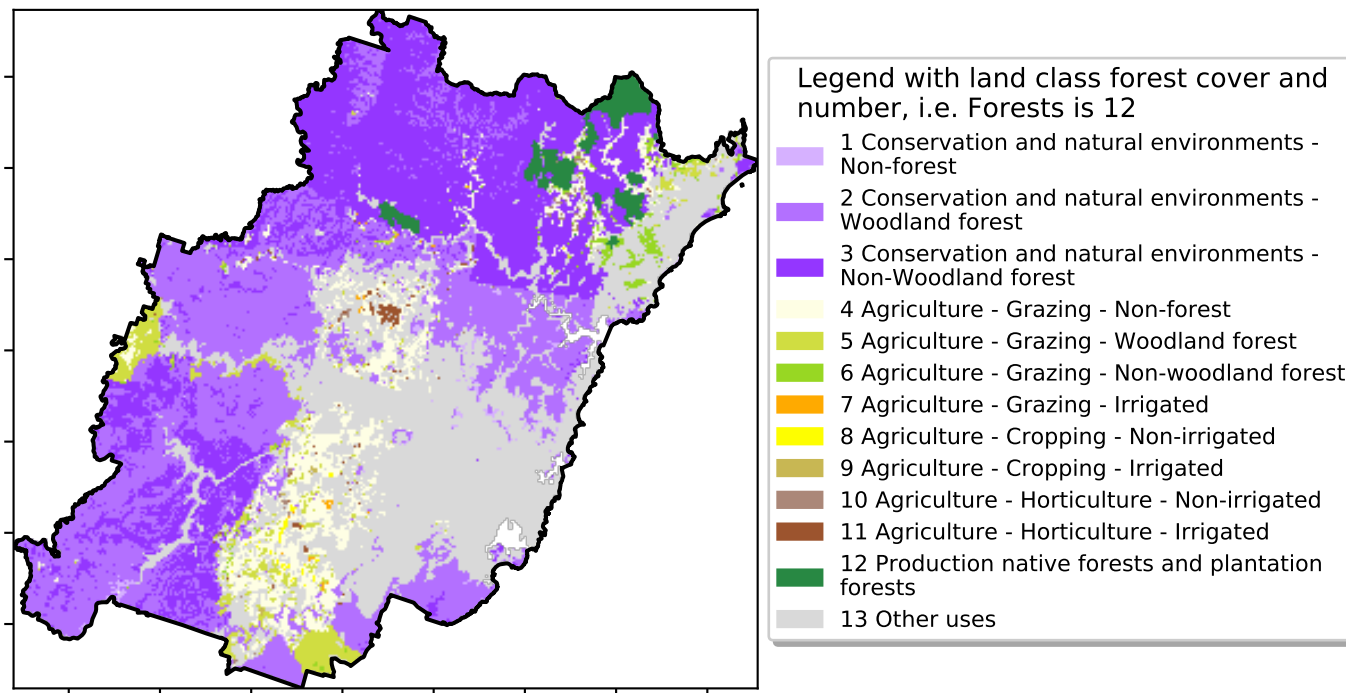 Legend with land class forest cover and
number, i.e. Forests is 12
1 Conservation and natural environments -
Non-forest
2 Conservation and natural environments -
Woodland forest
3 Conservation and natural environments -
Non-Woodland forest
4 Agriculture - Grazing - Non-forest
5 Agriculture - Grazing - Woodland forest
6 Agriculture - Grazing - Non-woodland forest
7 Agriculture - Grazing - Irrigated
8 Agriculture - Cropping - Non-irrigated
9 Agriculture - Cropping - Irrigated
10 Agriculture - Horticulture - Non-irrigated
11 Agriculture - Horticulture - Irrigated
12 Production native forests and plantation
forests
13 Other uses